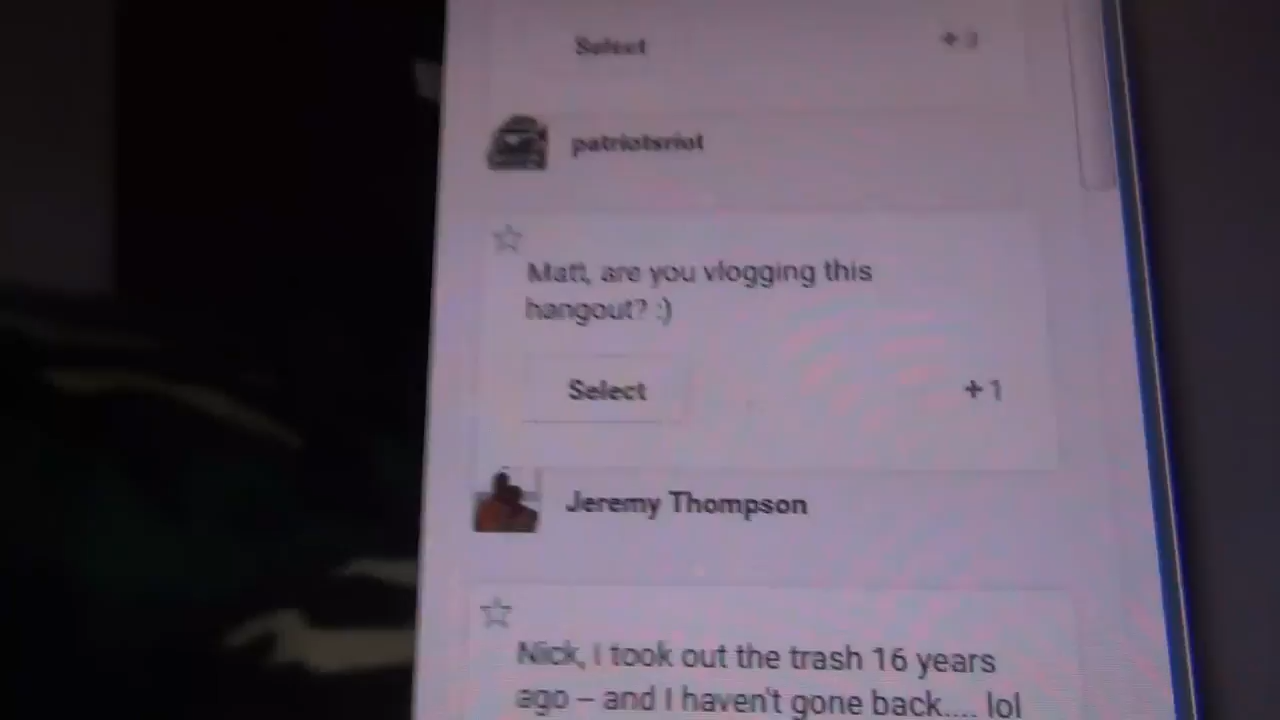 Select +3
patriotsriot
Matt, are you vlogging this
hangout? :)
Select +1
Jeremy Thompson
Nick, I took out the trash 16 years
ago – and I haven't gone back.... lol